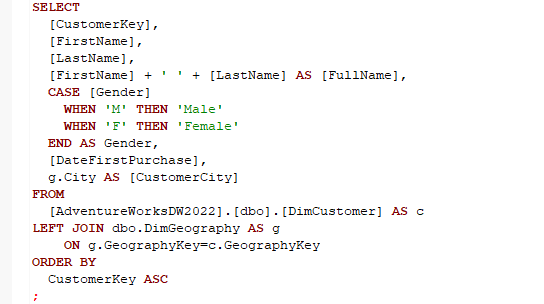 SELECT
[CustomerKey],
[FirstName],
[LastName],
[FirstName] + ' ' + [LastName] AS [FullName],
CASE [Gender]
WHEN 'M' THEN 'Male'
WHEN 'F' THEN 'Female'
END AS Gender,
[DateFirstPurchase],
g.City AS [CustomerCity]
FROM
[AdventureWorksDW2022].[dbo].[DimCustomer] AS c
LEFT JOIN dbo.DimGeography AS g
ON g.GeographyKey=c.GeographyKey
ORDER BY
CustomerKey ASC
;